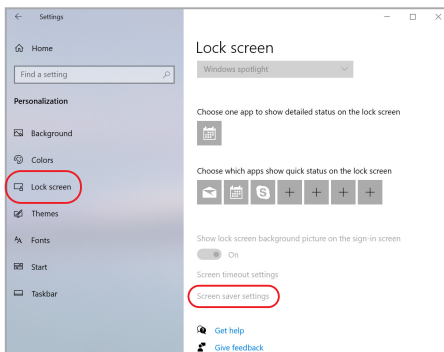 Settings
Home
Find a setting
Personalization
Background
Colors
Lock screen
Themes
Fonts
Start
Taskbar
Lock screen
Windows spotlight
Choose one app to show detailed status on the lock screen
Choose which apps show quick status on the lock screen
Show lock screen background picture on the sign-in screen
On
Screen timeout settings
Screen saver settings
Get help
Give feedback